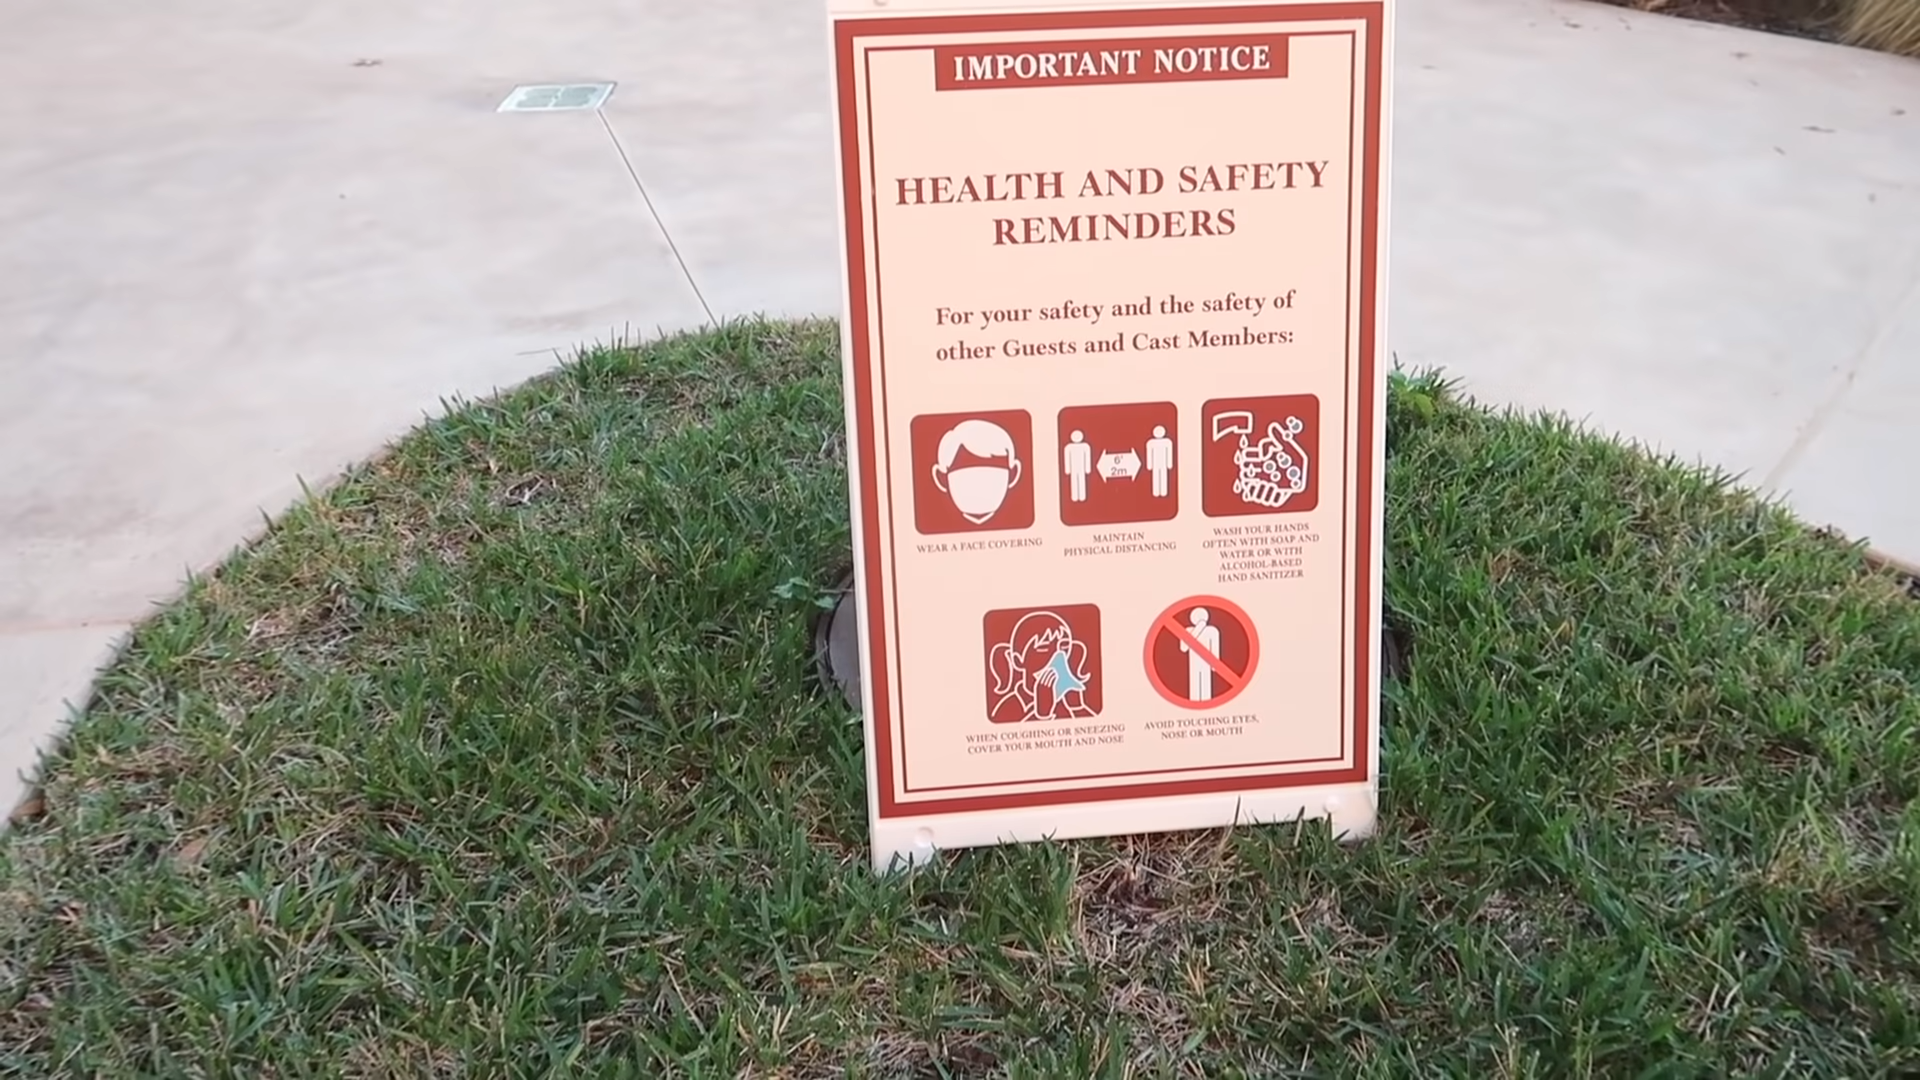 IMPORTANT NOTICE
HEALTH AND SAFETY
REMINDERS
For your safety and the safety of
other Guests and Cast Members:
6'
2m
WEAR A FACE COVERING
MAINTAIN
PHYSICAL DISTANCING
WASH YOUR HANDS
OFTEN WITH SOAP AND
WATER OR WITH
ALCOHOL-BASED
HAND SANITIZER
WHEN COUGHING OR SNEEZING
COVER YOUR MOUTH AND NOSE
AVOID TOUCHING EYES,
NOSE OR MOUTH